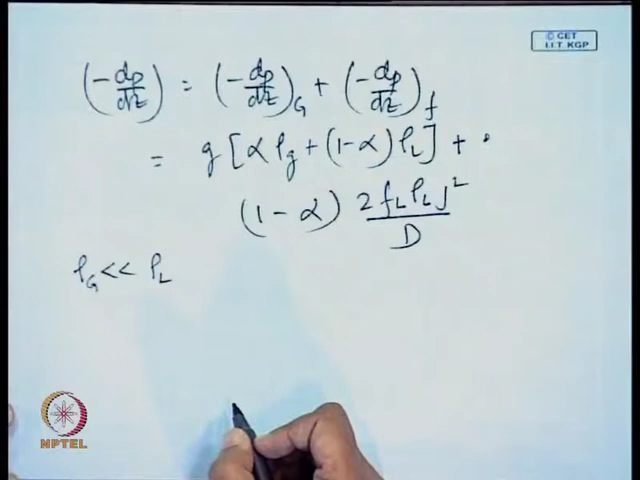 © CET
I.I.T. KGP
(-dp/dz) = (-dp/dz)_G + (-dp/dz)_f
= g [αρ_g + (1-α) ρ_L] +
(1-α) 2f_L ρ_L j² / D
ρ_G << ρ_L
NPTEL